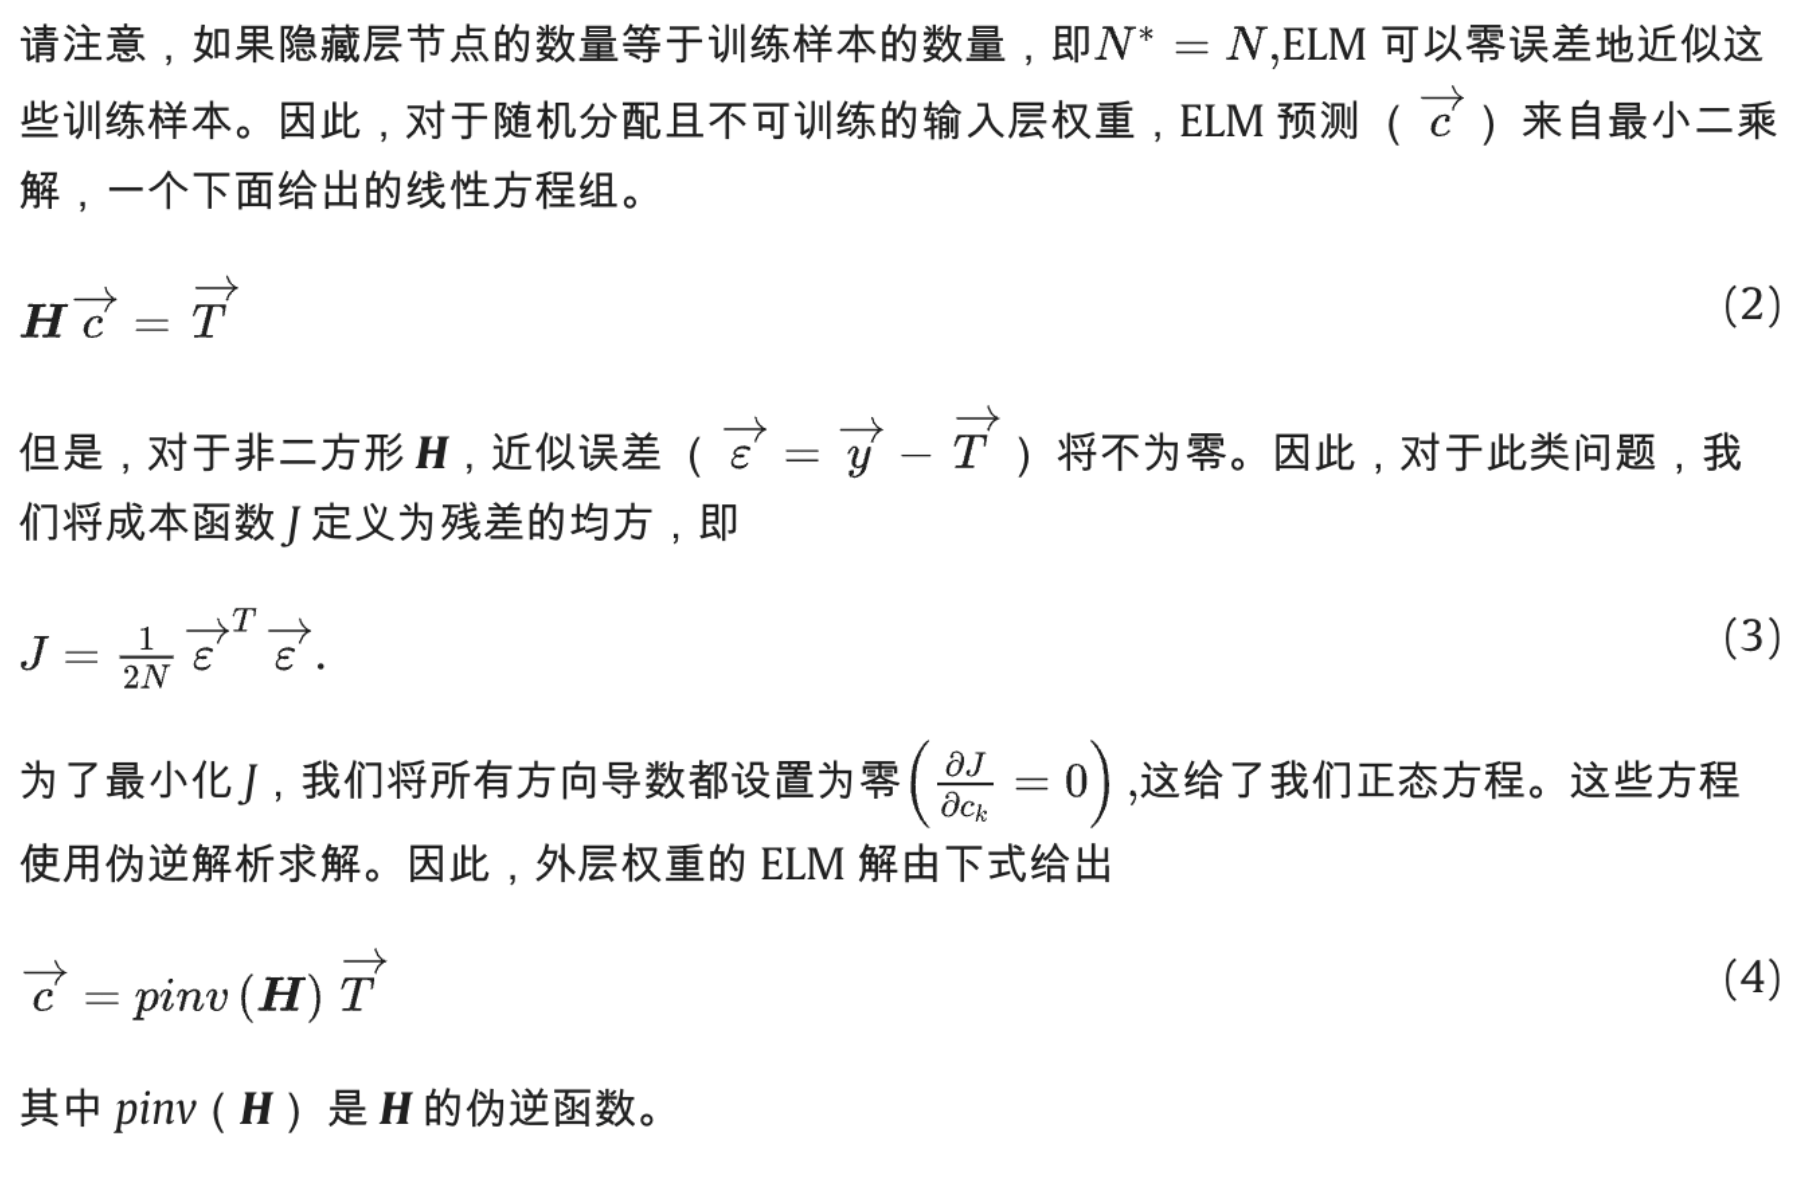 请注意，如果隐藏层节点的数量等于训练样本的数量，即N* = N,ELM 可以零误差地近似这
些训练样本。因此，对于随机分配且不可训练的输入层权重，ELM 预测（ $\overrightarrow{c}$ ）来自最小二乘
解，一个下面给出的线性方程组。
$\boldsymbol{H}\overrightarrow{c} = \overrightarrow{T}$ (2)
但是，对于非二方形 H，近似误差（ $\overrightarrow{\varepsilon} = \overrightarrow{y} - \overrightarrow{T}$ ）将不为零。因此，对于此类问题，我
们将成本函数 J 定义为残差的均方，即
$J = \frac{1}{2N} \overrightarrow{\varepsilon}^T \overrightarrow{\varepsilon}.$ (3)
为了最小化 J，我们将所有方向导数都设置为零$\left(\frac{\partial J}{\partial c_k} = 0\right)$,这给了我们正态方程。这些方程
使用伪逆解析求解。因此，外层权重的 ELM 解由下式给出
$\overrightarrow{c} = pinv(\boldsymbol{H}) \overrightarrow{T}$ (4)
其中 pinv（H）是 H 的伪逆函数。